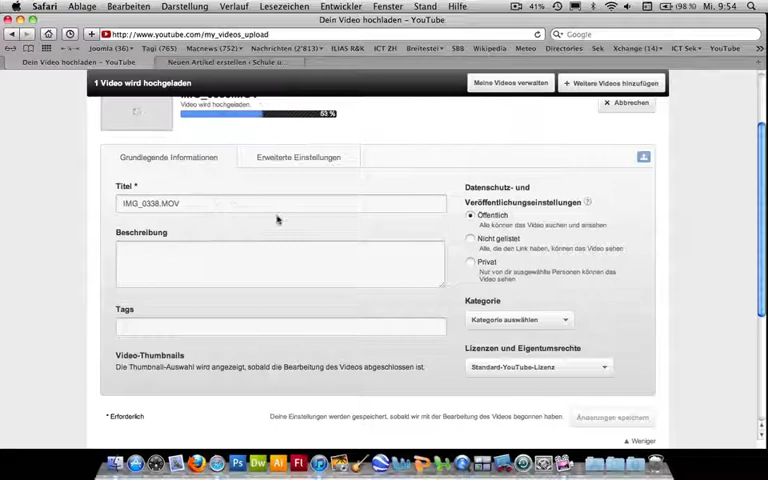 Ablage Bearbeiten Darstellung Verlauf Lesezeichen Entwickler Fenster Stand Hilfe 41% (98%) Mi. 9:54
Dein Video hochladen – YouTube
http://www.youtube.com/my_videos_upload Google
Joomla (36) Tagi (765) Macnews (752) Nachrichten (2'813) ILIAS R&K ICT ZH Breitestei SBB Wikipedia Meteo Directories Sek Xchange (14) ICT Sek YouTube
Dein Video hochladen – YouTube Neuen Artikel erstellen ‹ Schule u...
1 Video wird hochgeladen Meine Videos verwalten + Weitere Videos hinzufügen
Video wird hochgeladen. 63 % × Abbrechen
Grundlegende Informationen Erweiterte Einstellungen
Titel *
IMG_0338.MOV
Beschreibung
Tags
Video-Thumbnails
Die Thumbnail-Auswahl wird angezeigt, sobald die Bearbeitung des Videos abgeschlossen ist.
Datenschutz- und
Veröffentlichungseinstellungen ?
Öffentlich
Alle können das Video suchen und ansehen
Nicht gelistet
Alle, die den Link haben, können das Video sehen
Privat
Nur von dir ausgewählte Personen können das
Video sehen
Kategorie
Kategorie auswählen
Lizenzen und Eigentumsrechte
Standard-YouTube-Lizenz
* Erforderlich Deine Einstellungen werden gespeichert, sobald wir mit der Bearbeitung des Videos begonnen haben. Änderungen speichern
Weniger
Ps Dw Ai Fl